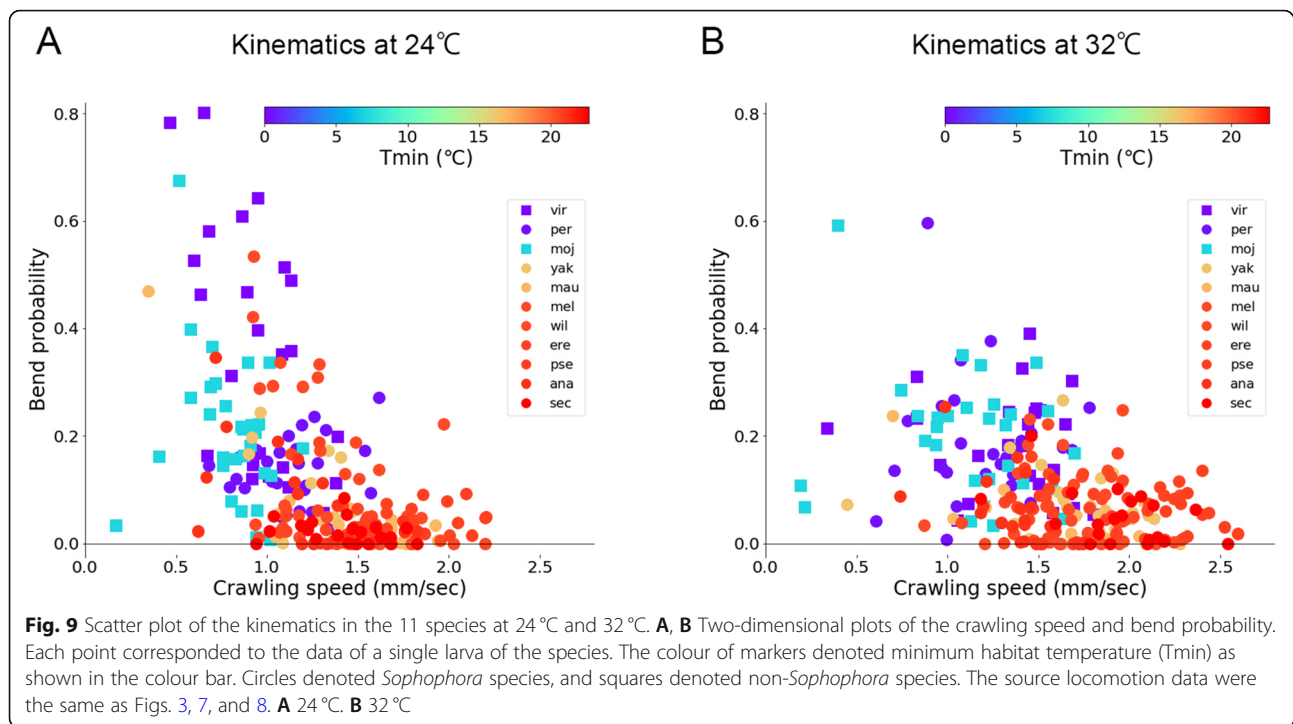 A
Kinematics at 24℃
0.8
0.6
0.4
0.2
0.0
Bend probability
0 5 10 15 20
Tmin (℃)
vir
per
moj
yak
mau
mel
wil
ere
pse
ana
sec
0.0 0.5 1.0 1.5 2.0 2.5
Crawling speed (mm/sec)
B
Kinematics at 32℃
0.8
0.6
0.4
0.2
0.0
Bend probability
0 5 10 15 20
Tmin (℃)
vir
per
moj
yak
mau
mel
wil
ere
pse
ana
sec
0.0 0.5 1.0 1.5 2.0 2.5
Crawling speed (mm/sec)
Fig. 9 Scatter plot of the kinematics in the 11 species at 24 °C and 32 °C. A, B Two-dimensional plots of the crawling speed and bend probability.
Each point corresponded to the data of a single larva of the species. The colour of markers denoted minimum habitat temperature (Tmin) as
shown in the colour bar. Circles denoted Sophophora species, and squares denoted non-Sophophora species. The source locomotion data were
the same as Figs. 3, 7, and 8. A 24 °C. B 32 °C